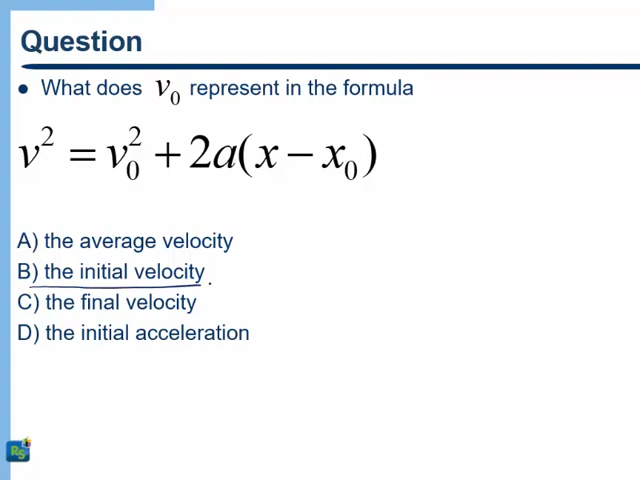 Question
What does v₀ represent in the formula
v² = v₀² + 2a(x − x₀)
A) the average velocity
B) the initial velocity
C) the final velocity
D) the initial acceleration
RS